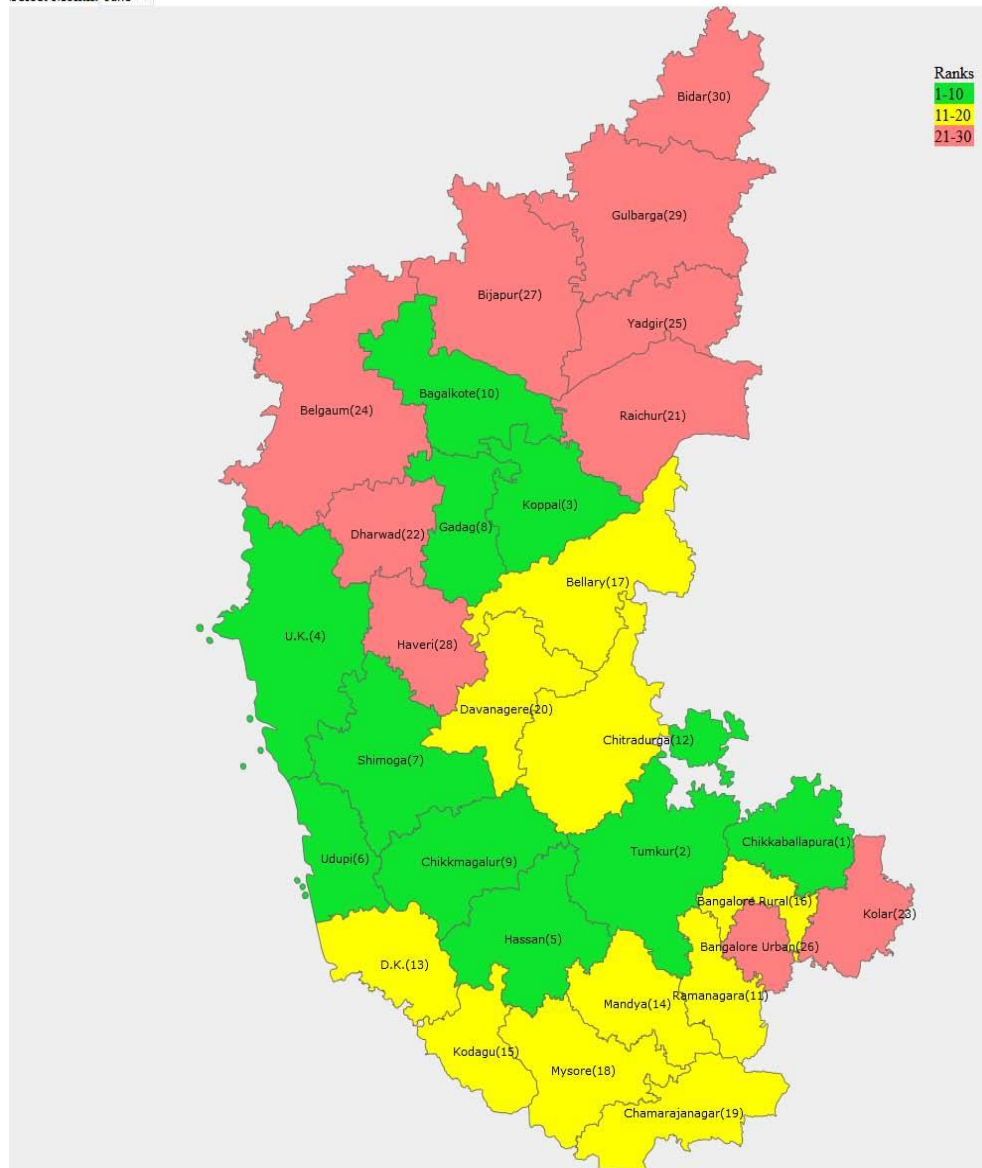 Ranks
1-10
11-20
21-30
Bidar(30)
Gulbarga(29)
Bijapur(27)
Yadgir(25)
Bagalkote(10)
Belgaum(24)
Raichur(21)
Koppal(3)
Gadag(8)
Dharwad(22)
Bellary(17)
U.K.(4)
Haveri(28)
Davanagere(20)
Chitradurga(12)
Shimoga(7)
Chikkaballapura(1)
Tumkur(2)
Udupi(6)
Chikkmagalur(9)
Bangalore Rural(16)
Kolar(23)
Hassan(5)
Bangalore Urban(26)
D.K.(13)
Ramanagara(11)
Mandya(14)
Kodagu(15)
Mysore(18)
Chamarajanagar(19)